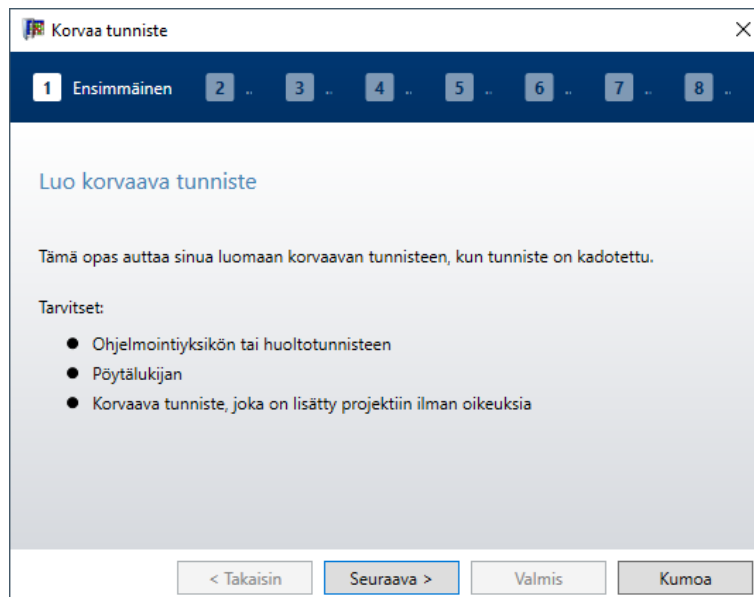 Korvaa tunniste
1 Ensimmäinen 2 .. 3 .. 4 .. 5 .. 6 .. 7 .. 8 ..
Luo korvaava tunniste
Tämä opas auttaa sinua luomaan korvaavan tunnisteen, kun tunniste on kadotettu.
Tarvitset:
● Ohjelmointiyksikön tai huoltotunnisteen
● Pöytälukijan
● Korvaava tunniste, joka on lisätty projektiin ilman oikeuksia
< Takaisin Seuraava > Valmis Kumoa